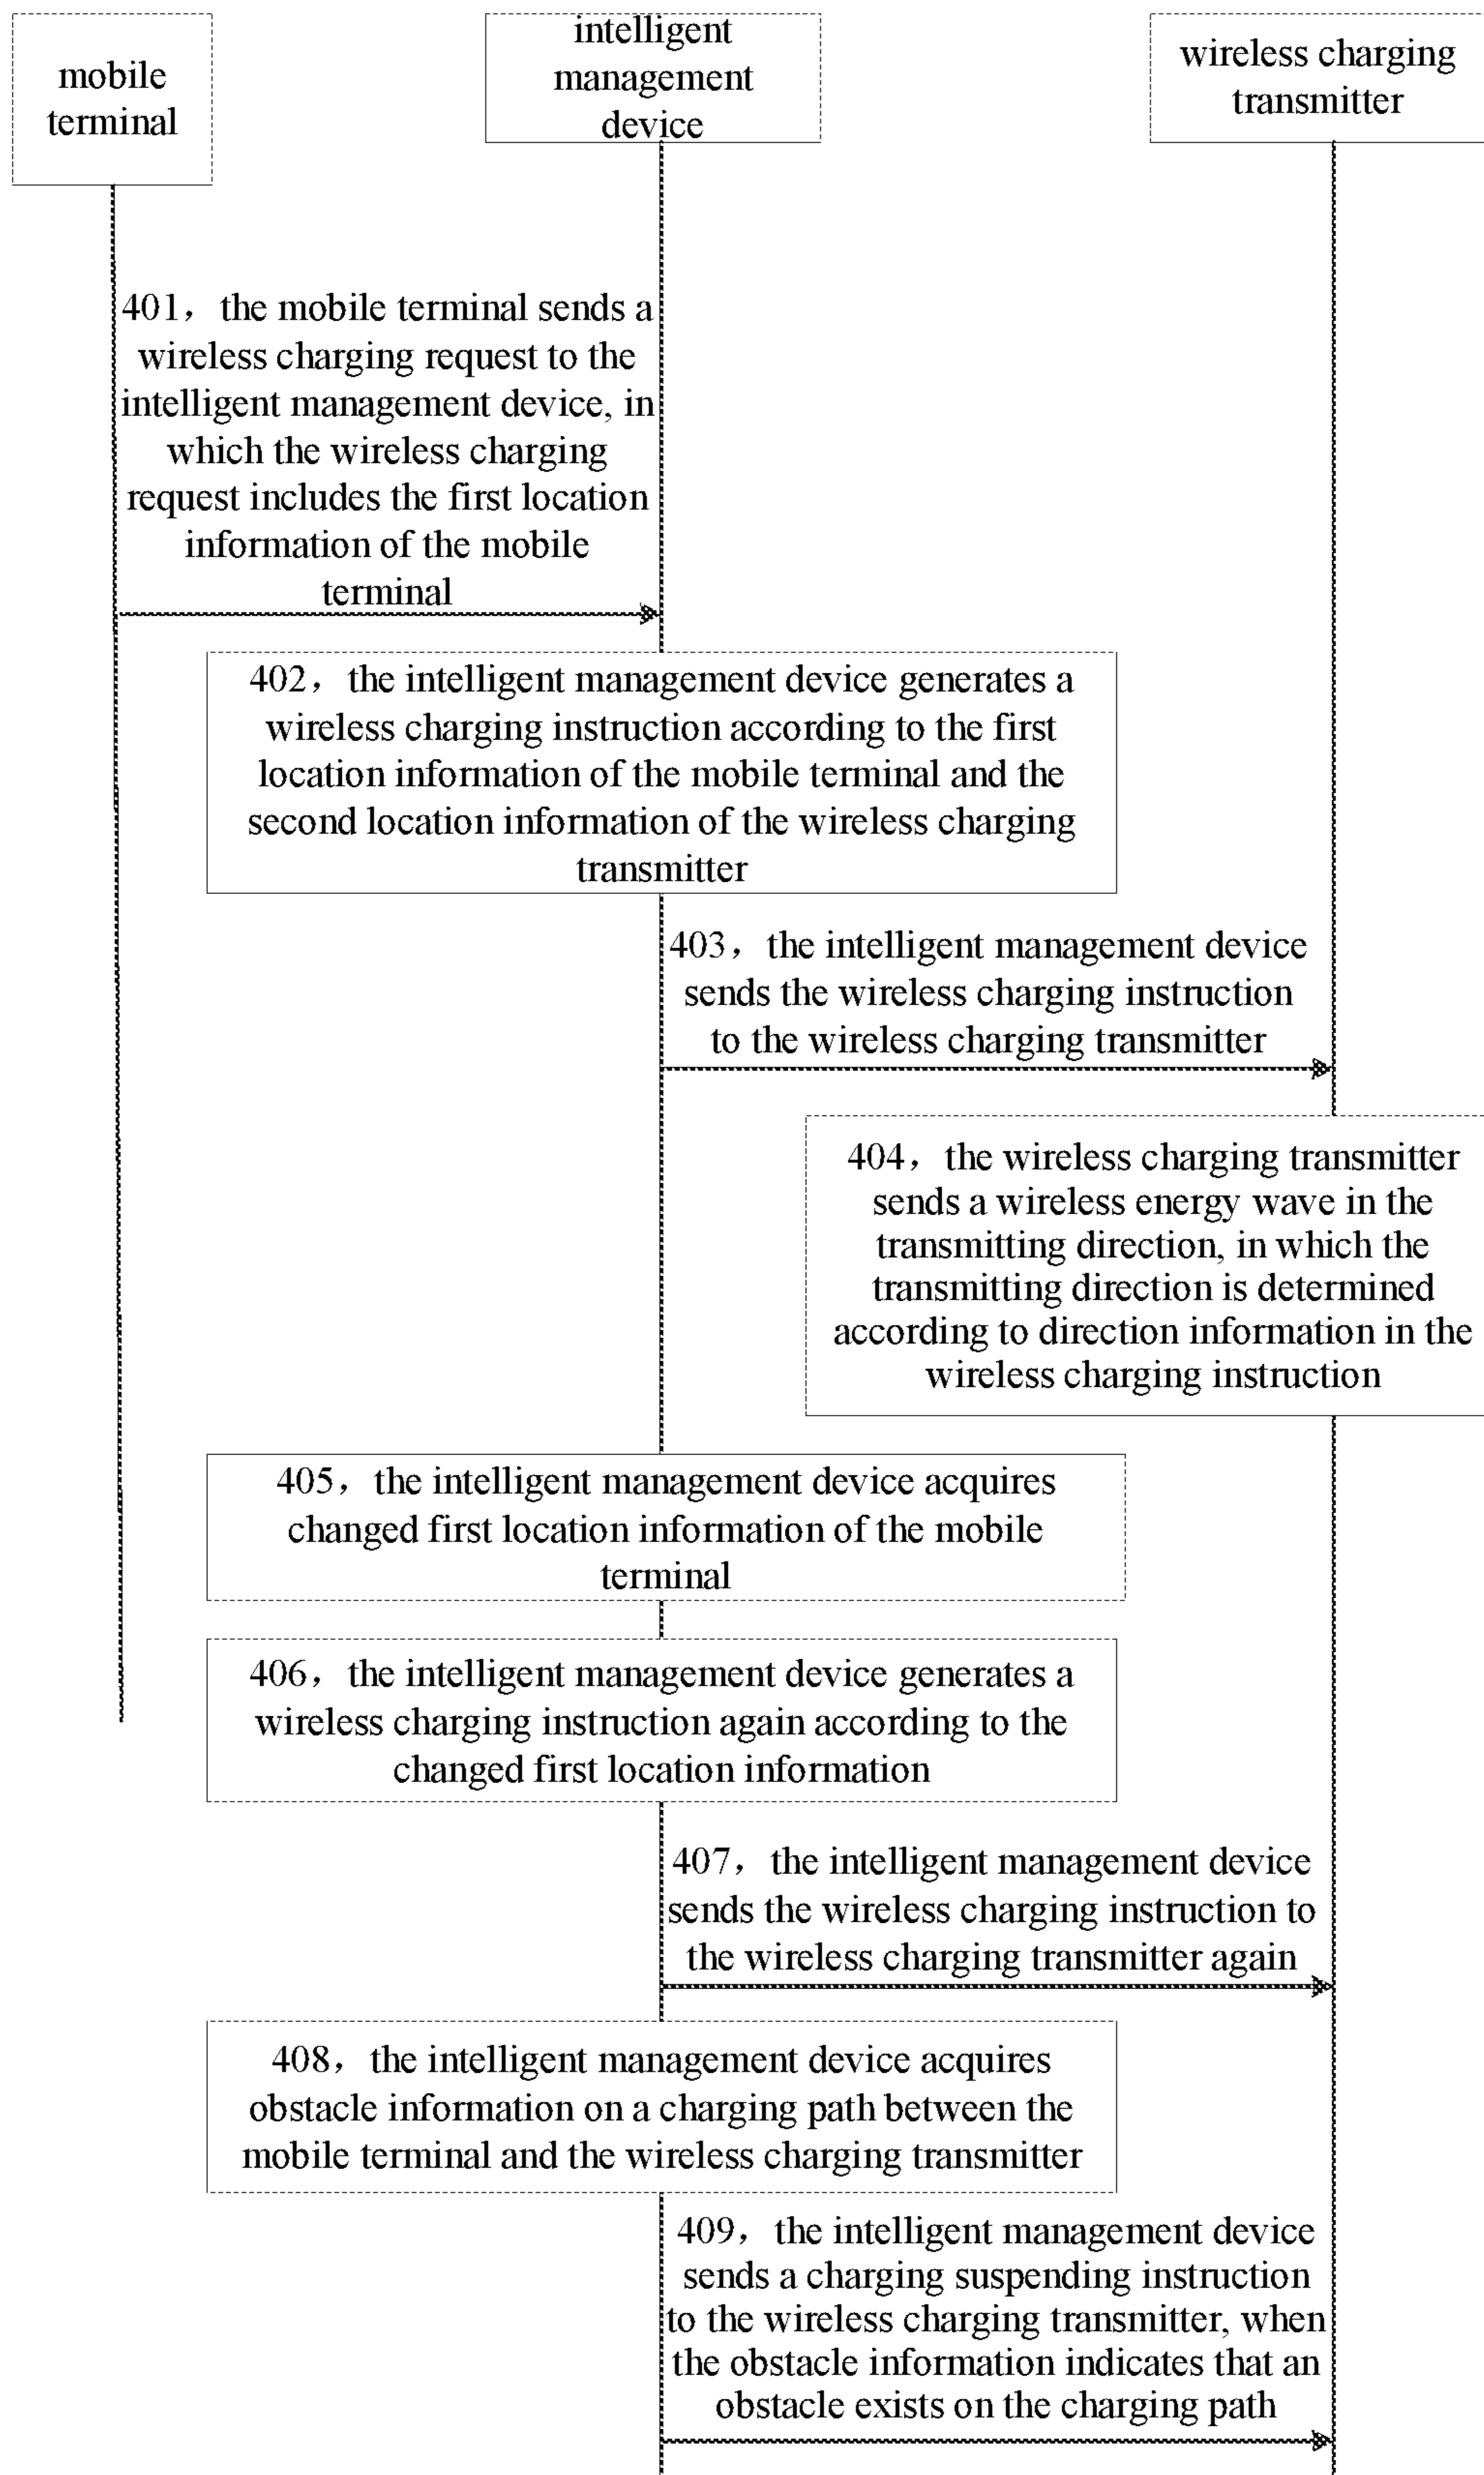 mobile
terminal
intelligent
management
device
wireless charging
transmitter
401，the mobile terminal sends a
wireless charging request to the
intelligent management device, in
which the wireless charging
request includes the first location
information of the mobile
terminal
402，the intelligent management device generates a
wireless charging instruction according to the first
location information of the mobile terminal and the
second location information of the wireless charging
transmitter
403，the intelligent management device
sends the wireless charging instruction
to the wireless charging transmitter
404，the wireless charging transmitter
sends a wireless energy wave in the
transmitting direction, in which the
transmitting direction is determined
according to direction information in the
wireless charging instruction
405，the intelligent management device acquires
changed first location information of the mobile
terminal
406，the intelligent management device generates a
wireless charging instruction again according to the
changed first location information
407，the intelligent management device
sends the wireless charging instruction to
the wireless charging transmitter again
408，the intelligent management device acquires
obstacle information on a charging path between the
mobile terminal and the wireless charging transmitter
409，the intelligent management device
sends a charging suspending instruction
to the wireless charging transmitter, when
the obstacle information indicates that an
obstacle exists on the charging path